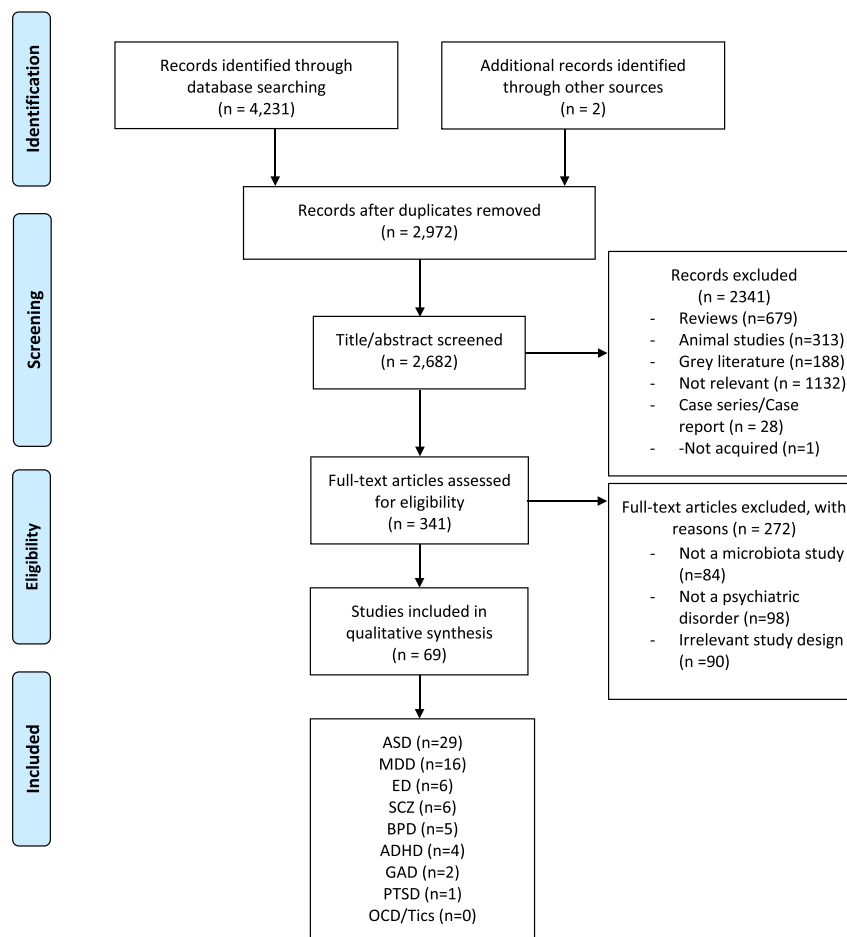 Identification
Records identified through
database searching
(n = 4,231)
Additional records identified
through other sources
(n = 2)
Records after duplicates removed
(n = 2,972)
Screening
Title/abstract screened
(n = 2,682)
Records excluded
(n = 2341)
- Reviews (n=679)
- Animal studies (n=313)
- Grey literature (n=188)
- Not relevant (n = 1132)
- Case series/Case
report (n = 28)
- -Not acquired (n=1)
Eligibility
Full-text articles assessed
for eligibility
(n = 341)
Full-text articles excluded, with
reasons (n = 272)
- Not a microbiota study
(n=84)
- Not a psychiatric
disorder (n=98)
- Irrelevant study design
(n =90)
Studies included in
qualitative synthesis
(n = 69)
Included
ASD (n=29)
MDD (n=16)
ED (n=6)
SCZ (n=6)
BPD (n=5)
ADHD (n=4)
GAD (n=2)
PTSD (n=1)
OCD/Tics (n=0)